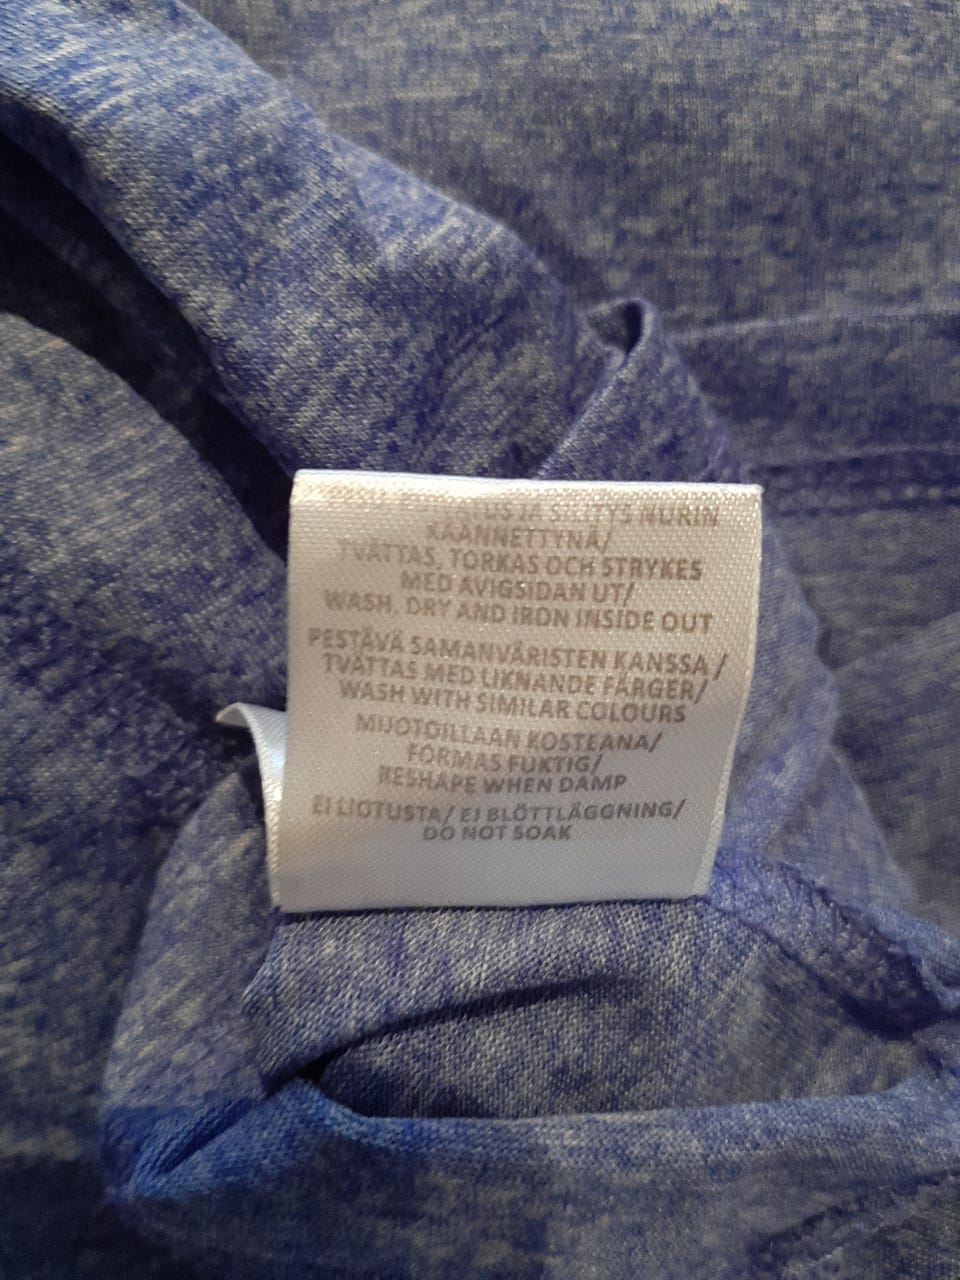 JA SILITYS NURIN
KÄÄNNETTYNÄ/
TVÄTTAS, TORKAS OCH STRYKES
MED AVIGSIDAN UT/
WASH, DRY AND IRON INSIDE OUT
PESTÄVÄ SAMANVÄRISTEN KANSSA /
TVÄTTAS MED LIKNANDE FÄRGER/
WASH WITH SIMILAR COLOURS
MUOTOILLAAN KOSTEANA/
FORMAS FUKTIG/
RESHAPE WHEN DAMP
EI LIOTUSTA/ EJ BLÖTTLÄGGNING/
DO NOT SOAK